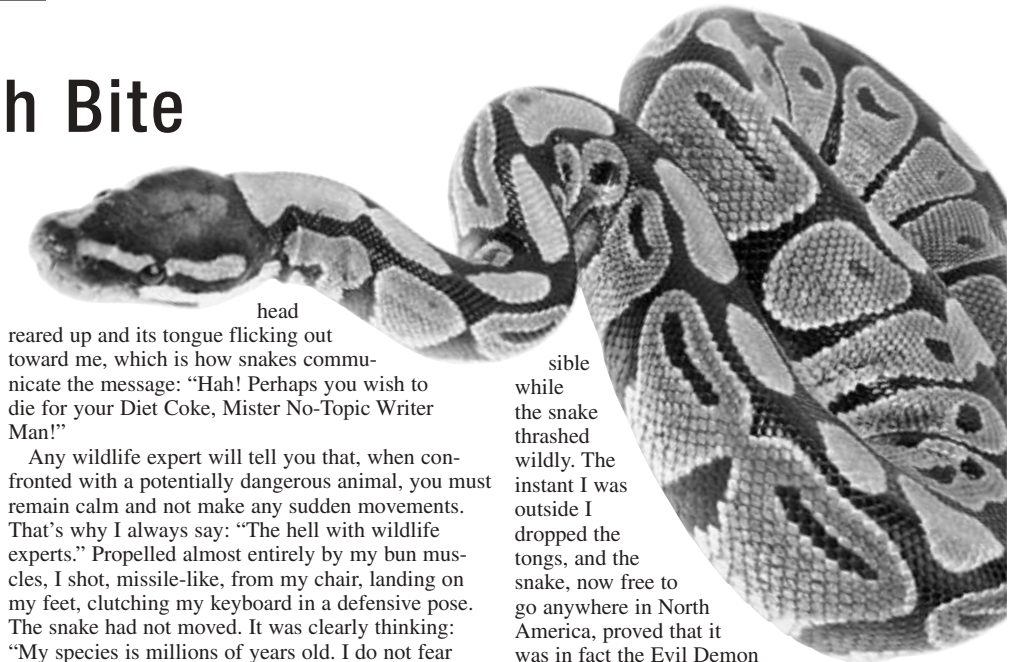 h Bite
head
reared up and its tongue flicking out
toward me, which is how snakes commu-
nicate the message: “Hah! Perhaps you wish to
die for your Diet Coke, Mister No-Topic Writer
Man!”
Any wildlife expert will tell you that, when con-
fronted with a potentially dangerous animal, you must
remain calm and not make any sudden movements.
That’s why I always say: “The hell with wildlife
experts.” Propelled almost entirely by my bun mus-
cles, I shot, missile-like, from my chair, landing on
my feet, clutching my keyboard in a defensive pose.
The snake had not moved. It was clearly thinking:
“My species is millions of years old. I do not fear
sible
while
the snake
thrashed
wildly. The
instant I was
outside I
dropped the
tongs, and the
snake, now free to
go anywhere in North
America, proved that it
was in fact the Evil Demon